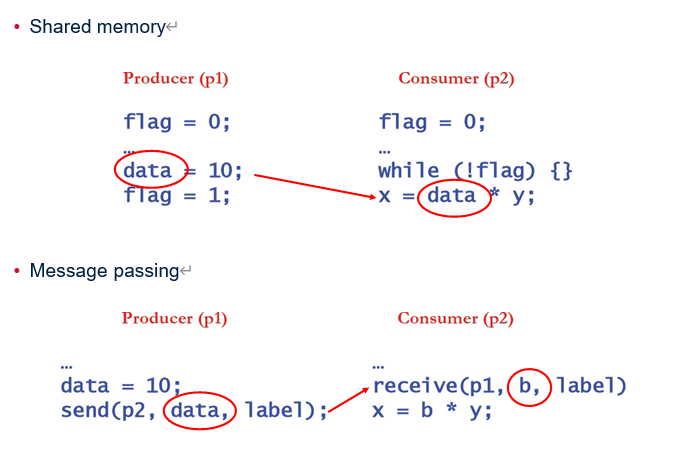 • Shared memory↵
Producer (p1) Consumer (p2)
flag = 0; flag = 0;
… …
data = 10; while (!flag) {}
flag = 1; x = data * y;
• Message passing↵
Producer (p1) Consumer (p2)
… …
data = 10; receive(p1, b, label)
send(p2, data, label); x = b * y;